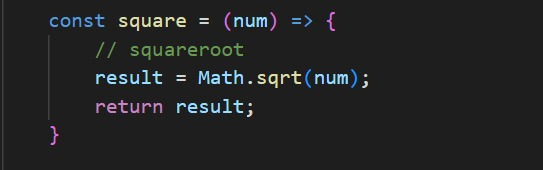 const square = (num) => {
// squareroot
result = Math.sqrt(num);
return result;
}